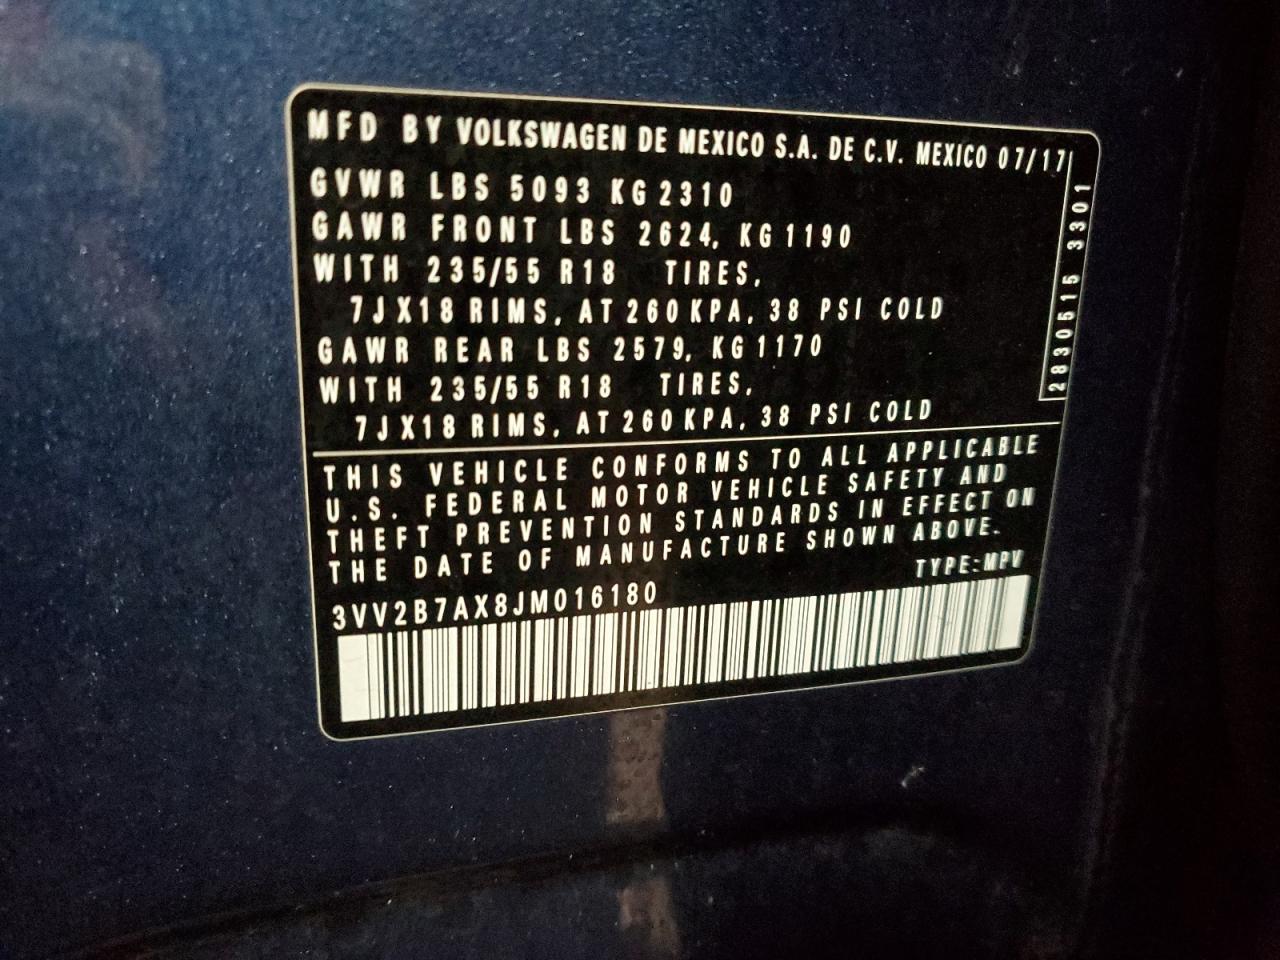 MFD BY VOLKSWAGEN DE MEXICO S.A. DE C.V. MEXICO 07/17
GVWR LBS 5093 KG 2310
GAWR FRONT LBS 2624, KG 1190
WITH 235/55 R18 TIRES,
7JX18 RIMS, AT 260 KPA, 38 PSI COLD
GAWR REAR LBS 2579, KG 1170
WITH 235/55 R18 TIRES,
7JX18 RIMS, AT 260 KPA, 38 PSI COLD
2830515 3301
THIS VEHICLE CONFORMS TO ALL APPLICABLE
U.S. FEDERAL MOTOR VEHICLE SAFETY AND
THEFT PREVENTION STANDARDS IN EFFECT ON
THE DATE OF MANUFACTURE SHOWN ABOVE.
TYPE:MPV
3VV2B7AX8JM016180